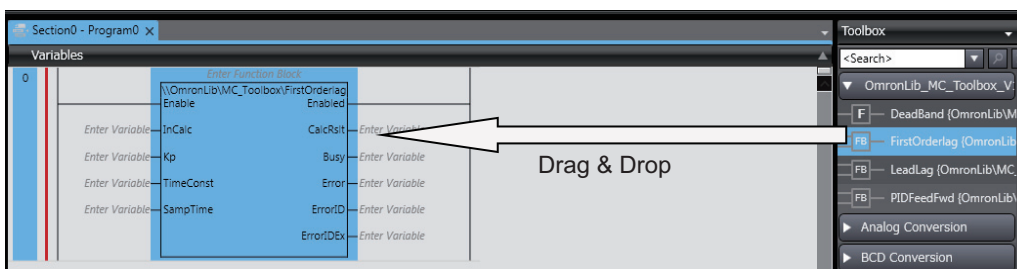 Section0 - Program0
Variables
0
Enter Function Block
\\OmronLib\MC_Toolbox\FirstOrderlag
Enable Enabled
Enter Variable InCalc CalcRslt Enter Variable
Enter Variable Kp Busy Enter Variable
Enter Variable TimeConst Error Enter Variable
Enter Variable SampTime ErrorID Enter Variable
ErrorIDEx Enter Variable
Drag & Drop
Toolbox
<Search>
OmronLib_MC_Toolbox_V
F DeadBand {OmronLib\M
FB FirstOrderlag {OmronLib
FB LeadLag {OmronLib\MC_
FB PIDFeedFwd {OmronLib\
Analog Conversion
BCD Conversion